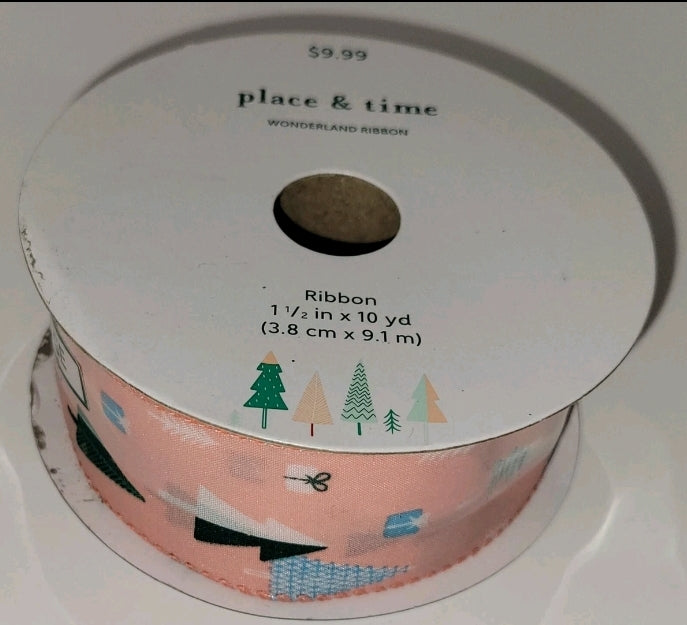 $9.99
place & time
WONDERLAND RIBBON
Ribbon
1 1/2 in x 10 yd
(3.8 cm x 9.1 m)